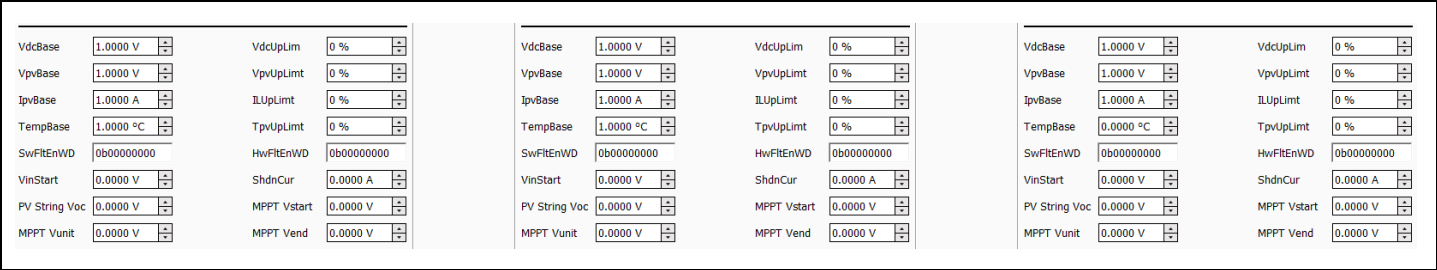 VdcBase 1.0000 V VdcUpLim 0 % VdcBase 1.0000 V VdcUpLim 0 % VdcBase 1.0000 V VdcUpLim 0 %
VpvBase 1.0000 V VpvUpLimt 0 % VpvBase 1.0000 V VpvUpLimt 0 % VpvBase 1.0000 V VpvUpLimt 0 %
IpvBase 1.0000 A ILUpLimt 0 % IpvBase 1.0000 A ILUpLimt 0 % IpvBase 1.0000 A ILUpLimt 0 %
TempBase 1.0000 °C TpvUpLimt 0 % TempBase 1.0000 °C TpvUpLimt 0 % TempBase 0.0000 °C TpvUpLimt 0 %
SwFltEnWD 0b00000000 HwFltEnWD 0b00000000 SwFltEnWD 0b00000000 HwFltEnWD 0b00000000 SwFltEnWD 0b00000000 HwFltEnWD 0b00000000
VinStart 0.0000 V ShdnCur 0.0000 A VinStart 0.0000 V ShdnCur 0.0000 A VinStart 0.0000 V ShdnCur 0.0000 A
PV String Voc 0.0000 V MPPT Vstart 0.0000 V PV String Voc 0.0000 V MPPT Vstart 0.0000 V PV String Voc 0.0000 V MPPT Vstart 0.0000 V
MPPT Vunit 0.0000 V MPPT Vend 0.0000 V MPPT Vunit 0.0000 V MPPT Vend 0.0000 V MPPT Vunit 0.0000 V MPPT Vend 0.0000 V